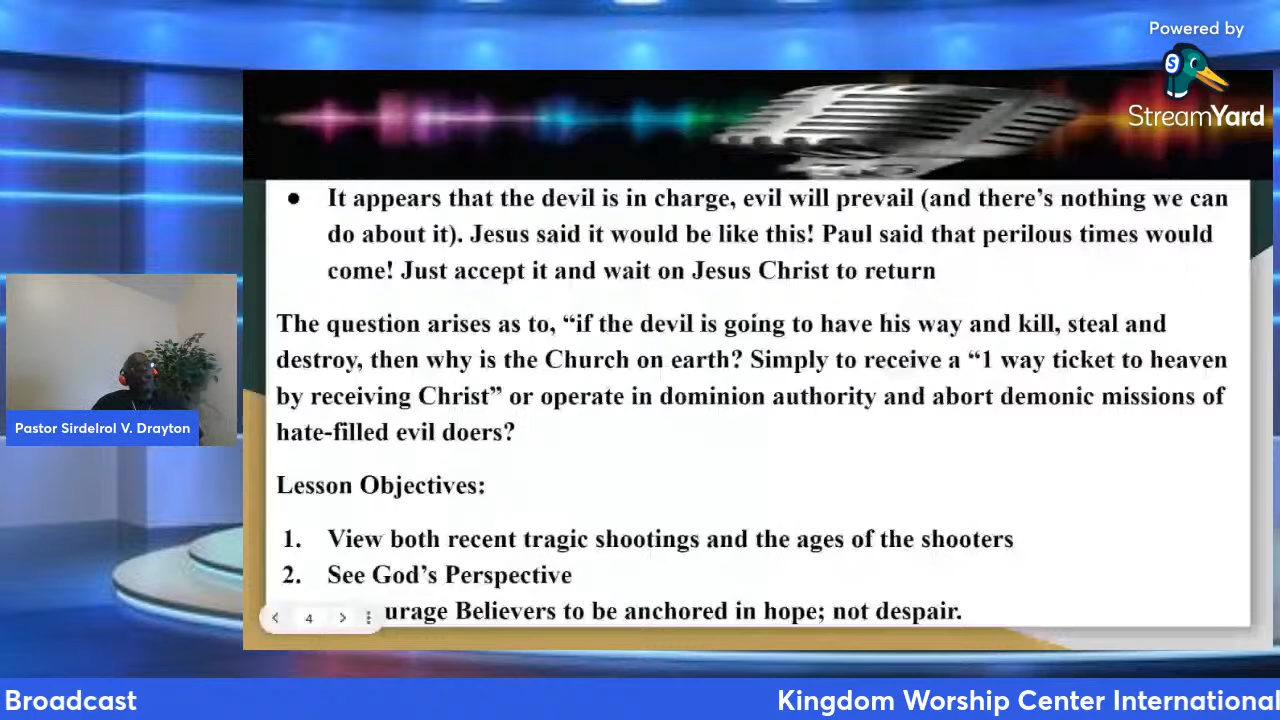 Powered by
StreamYard
● It appears that the devil is in charge, evil will prevail (and there's nothing we can
do about it). Jesus said it would be like this! Paul said that perilous times would
come! Just accept it and wait on Jesus Christ to return
The question arises as to, “if the devil is going to have his way and kill, steal and
destroy, then why is the Church on earth? Simply to receive a “1 way ticket to heaven
by receiving Christ” or operate in dominion authority and abort demonic missions of
hate-filled evil doers?
Lesson Objectives:
1. View both recent tragic shootings and the ages of the shooters
2. See God's Perspective
urage Believers to be anchored in hope; not despair.
4
Pastor Sirdelrol V. Drayton
Broadcast
Kingdom Worship Center International